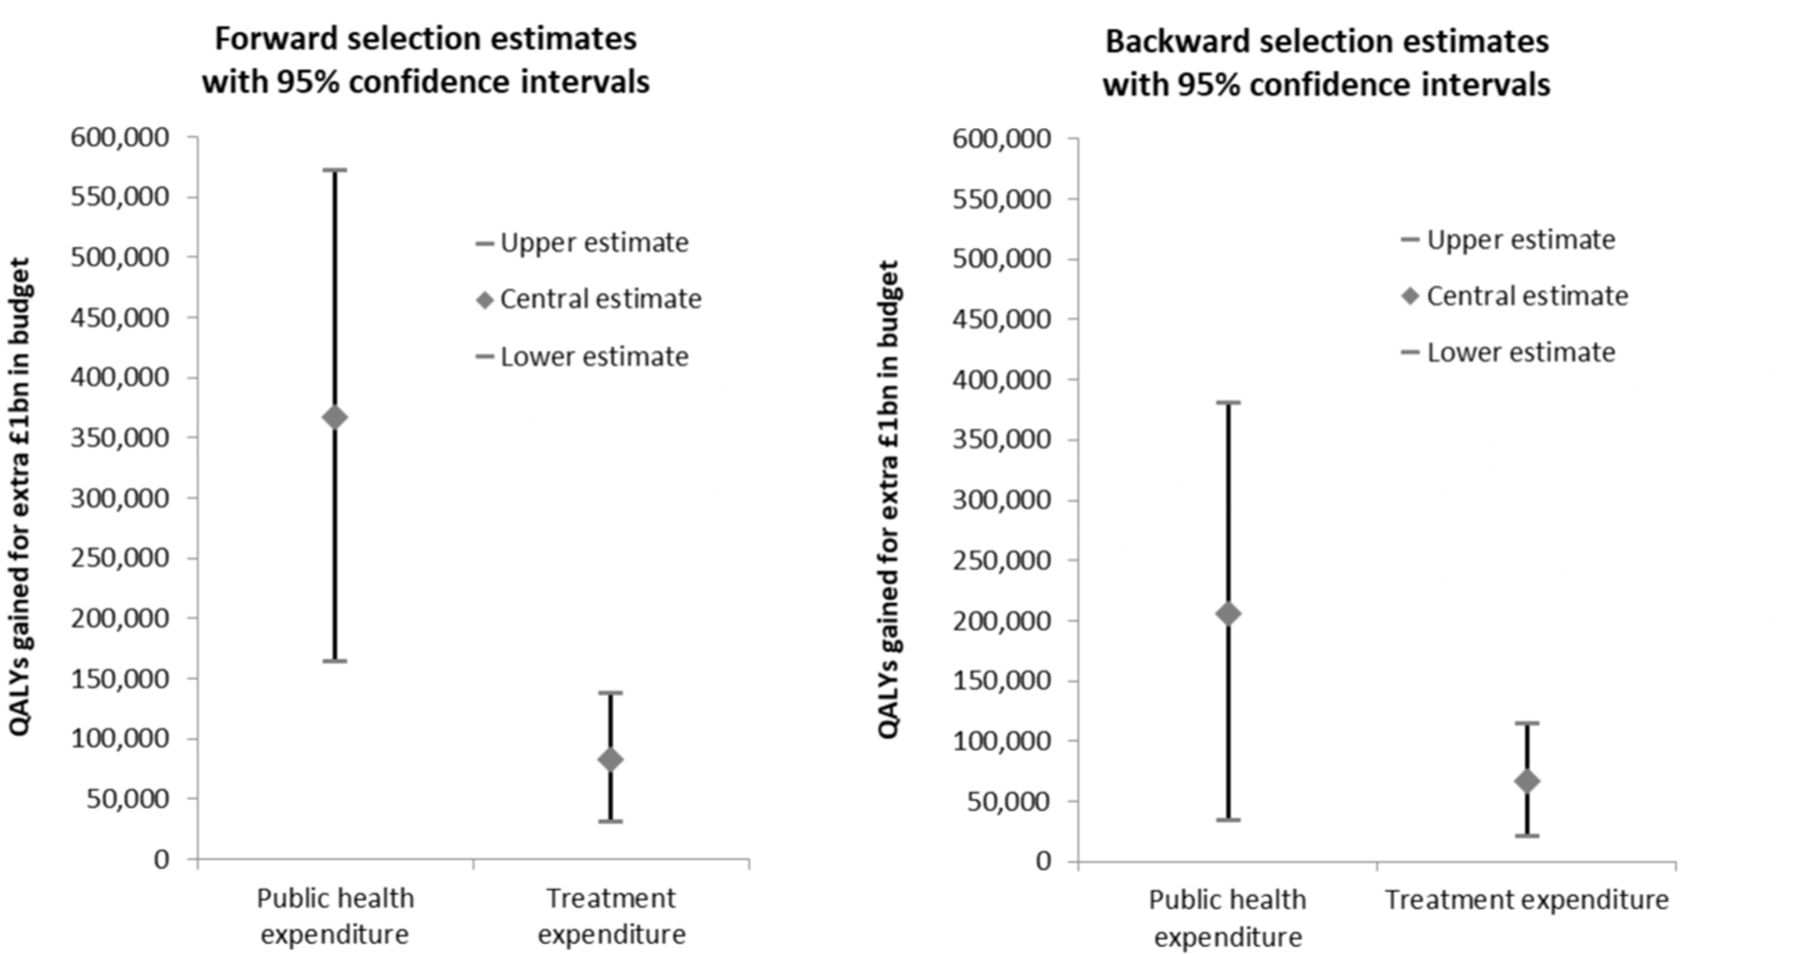 Forward selection estimates
with 95% confidence intervals
QALYs gained for extra £1bn in budget
600,000
550,000
500,000
450,000
400,000
350,000
300,000
250,000
200,000
150,000
100,000
50,000
0
Upper estimate
Central estimate
Lower estimate
Public health
expenditure
Treatment
expenditure
Backward selection estimates
with 95% confidence intervals
QALYs gained for extra £1bn in budget
600,000
550,000
500,000
450,000
400,000
350,000
300,000
250,000
200,000
150,000
100,000
50,000
0
Upper estimate
Central estimate
Lower estimate
Public health
expenditure
Treatment expenditure